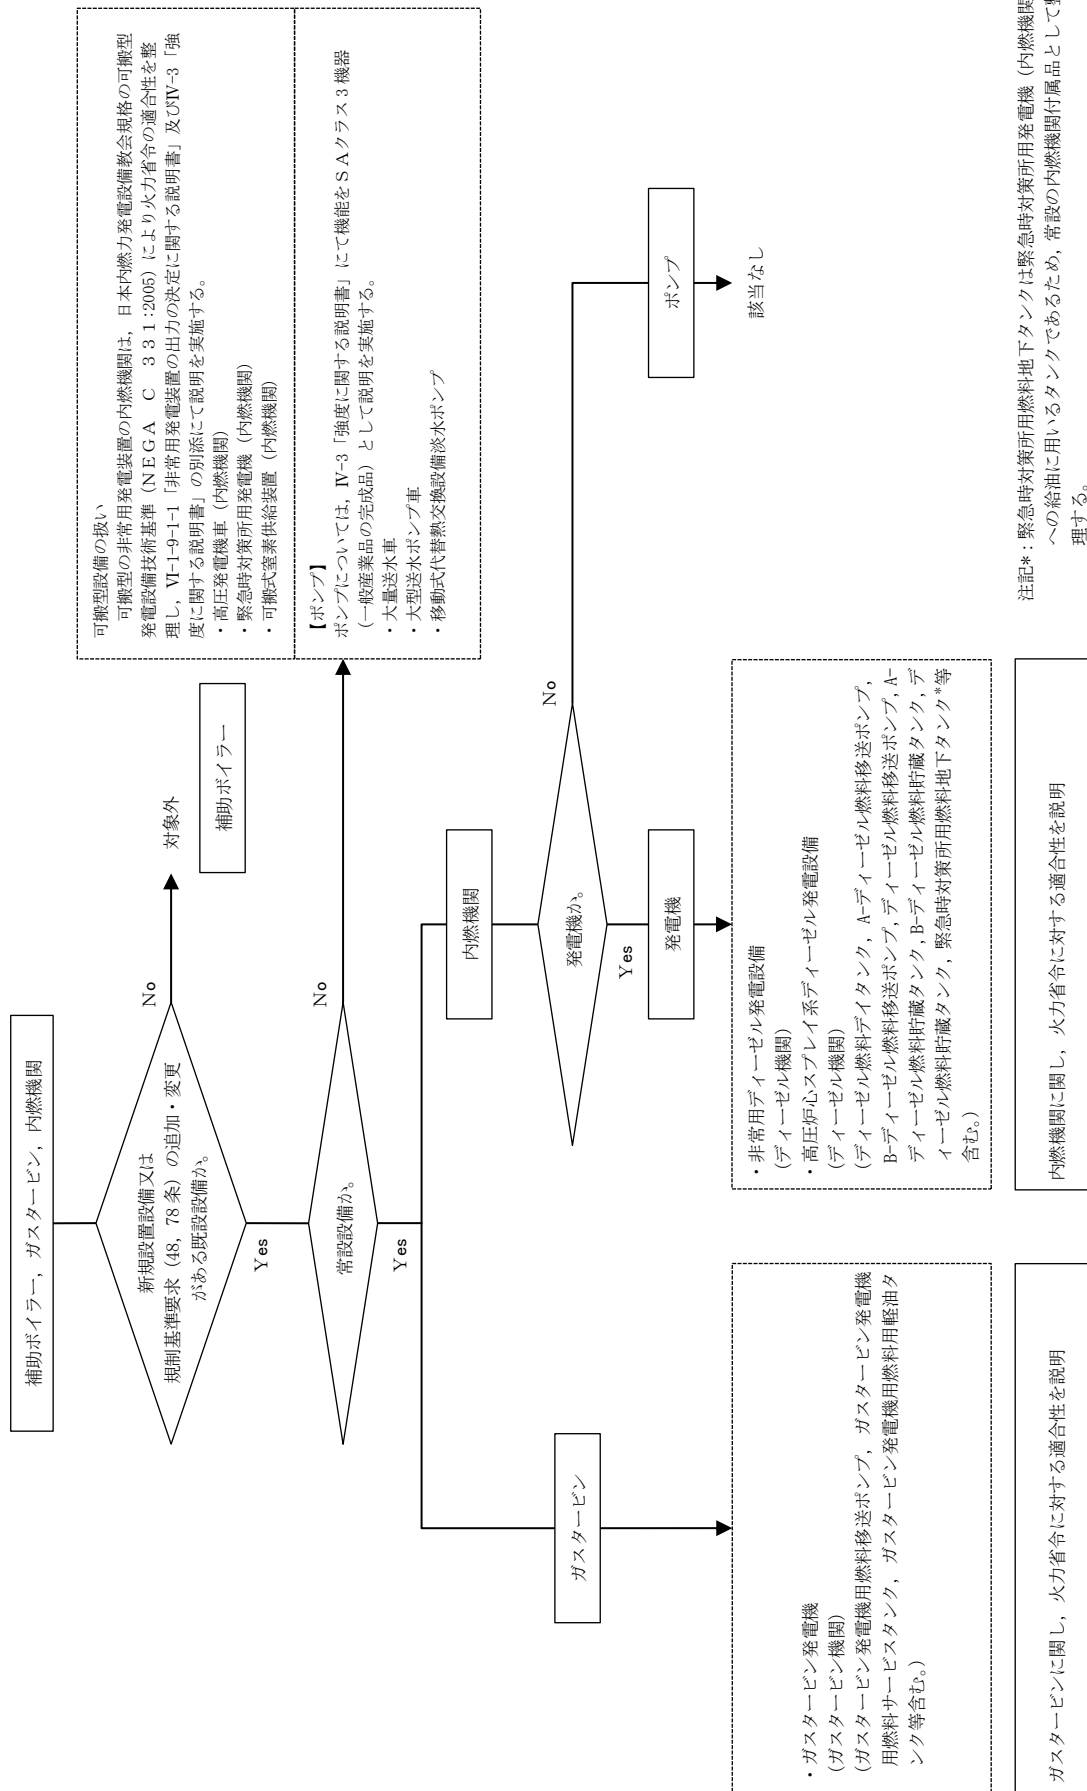 補助ボイラー，ガスタービン，内燃機関
新規設置設備又は
規制基準要求（48，78 条）の追加・変更
がある既設設備か。
No
対象外
補助ボイラー
Yes
常設設備か。
No
Yes
可搬型設備の扱い
可搬型の非常用発電装置の内燃機関は，日本内燃力発電設備教会規格の可搬型
発電設備技術基準（NEGA C 331:2005）により火力省令の適合性を整
理し，Ⅵ-1-9-1-1「非常用発電装置の出力の決定に関する説明書」及びⅣ-3「強
度に関する説明書」の別添にて説明を実施する。
・高圧発電機車（内燃機関）
・緊急時対策所用発電機（内燃機関）
・可搬式窒素供給装置（内燃機関）
【ポンプ】
ポンプについては，Ⅳ-3「強度に関する説明書」にて機能をＳＡクラス３機器
（一般産業品の完成品）として説明を実施する。
・大量送水車
・大型送水ポンプ車
・移動式代替熱交換設備淡水ポンプ
ガスタービン
内燃機関
発電機か。
No
Yes
発電機
ポンプ
該当なし
・ガスタービン発電機
(ガスタービン機関)
(ガスタービン発電機用燃料移送ポンプ，ガスタービン発電機
用燃料サービスタンク，ガスタービン発電機用燃料用軽油タ
ンク等含む。)
・非常用ディーゼル発電設備
(ディーゼル機関)
・高圧炉心スプレイ系ディーゼル発電設備
(ディーゼル機関)
(ディーゼル燃料デイタンク，A-ディーゼル燃料移送ポンプ，
B-ディーゼル燃料移送ポンプ,ディーゼル燃料移送ポンプ,A-
ディーゼル燃料貯蔵タンク,B-ディーゼル燃料貯蔵タンク,デ
ィーゼル燃料貯蔵タンク，緊急時対策所用燃料地下タンク*等
含む。)
ガスタービンに関し，火力省令に対する適合性を説明
内燃機関に関し，火力省令に対する適合性を説明
注記*：緊急時対策所用燃料地下タンクは緊急時対策所用発電機（内燃機関
への給油に用いるタンクであるため，常設の内燃機関付属品として
理する。